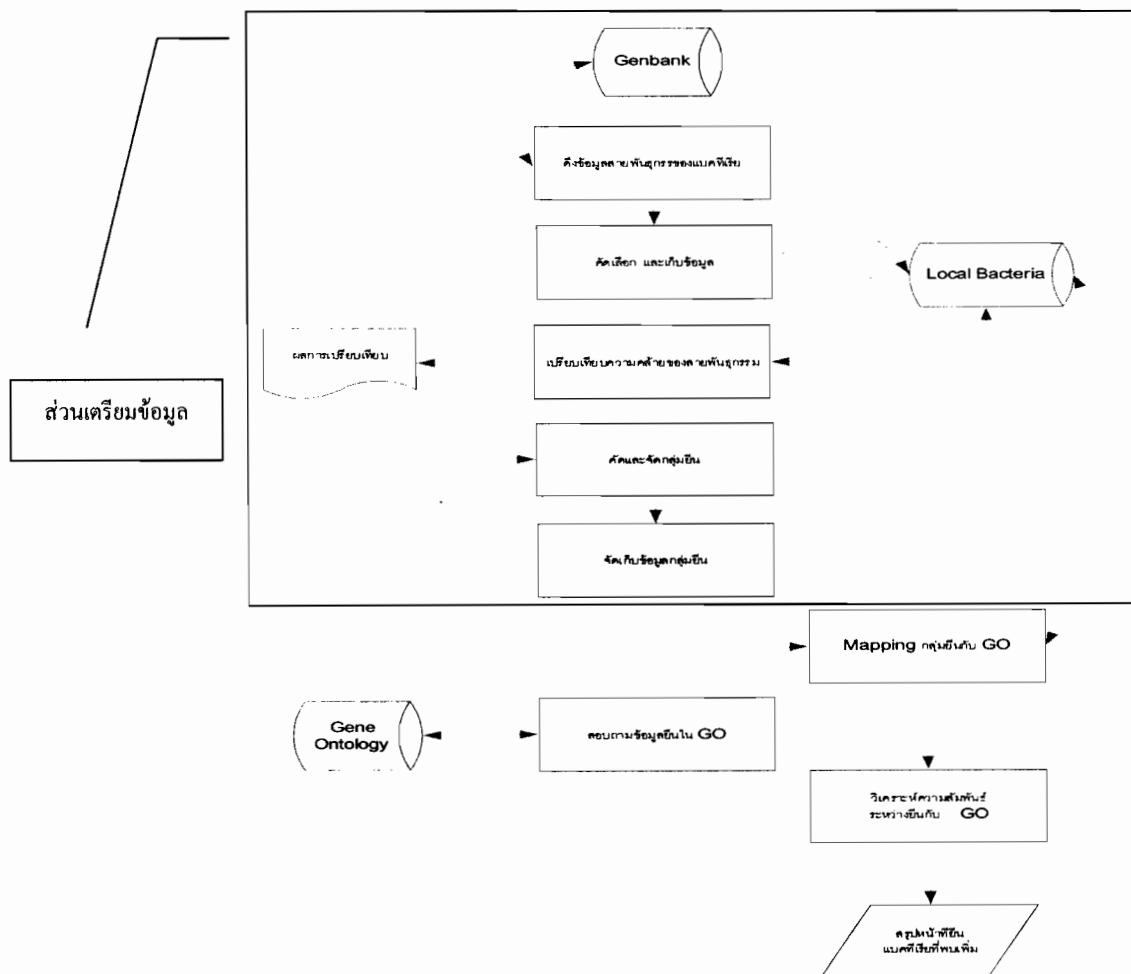 Genbank
ดึงข้อมูลสายพันธุกรรของแบคทีเรีย
คัดเลือก และเก็บข้อมูล
Local Bacteria
ผลการเปรียบเทียบ
เปรียบเทียบความคล้ายของสายพันธุกรรม
ส่วนเตรียมข้อมูล
คัดและจัดกลุ่มยีน
จัดเก็บข้อมูลกลุ่มยีน
Mapping กลุ่มยีนกับ GO
Gene
Ontology
สอบถามข้อมูลยีนใน GO
วิเคราะห์ความสัมพันธ์
ระหว่างยีนกับ GO
สรุปหน้าที่ยีน
แบคทีเรียที่พบเพิ่ม